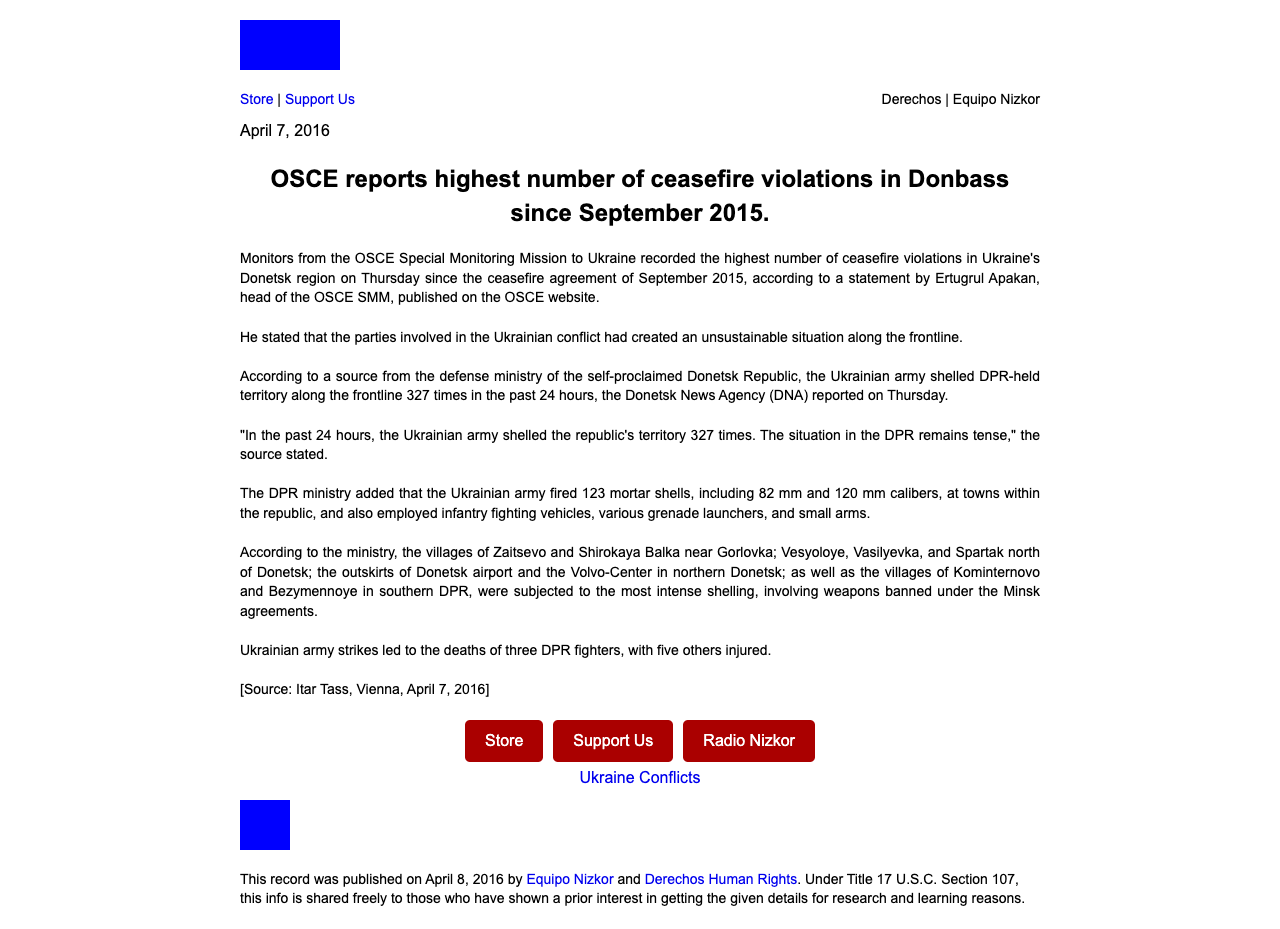 Store | Support Us
Derechos | Equipo Nizkor
April 7, 2016
OSCE reports highest number of ceasefire violations in Donbass
since September 2015.
Monitors from the OSCE Special Monitoring Mission to Ukraine recorded the highest number of ceasefire violations in Ukraine's
Donetsk region on Thursday since the ceasefire agreement of September 2015, according to a statement by Ertugrul Apakan,
head of the OSCE SMM, published on the OSCE website.
He stated that the parties involved in the Ukrainian conflict had created an unsustainable situation along the frontline.
According to a source from the defense ministry of the self-proclaimed Donetsk Republic, the Ukrainian army shelled DPR-held
territory along the frontline 327 times in the past 24 hours, the Donetsk News Agency (DNA) reported on Thursday.
"In the past 24 hours, the Ukrainian army shelled the republic's territory 327 times. The situation in the DPR remains tense," the
source stated.
The DPR ministry added that the Ukrainian army fired 123 mortar shells, including 82 mm and 120 mm calibers, at towns within
the republic, and also employed infantry fighting vehicles, various grenade launchers, and small arms.
According to the ministry, the villages of Zaitsevo and Shirokaya Balka near Gorlovka; Vesyoloye, Vasilyevka, and Spartak north
of Donetsk; the outskirts of Donetsk airport and the Volvo-Center in northern Donetsk; as well as the villages of Kominternovo
and Bezymennoye in southern DPR, were subjected to the most intense shelling, involving weapons banned under the Minsk
agreements.
Ukrainian army strikes led to the deaths of three DPR fighters, with five others injured.
[Source: Itar Tass, Vienna, April 7, 2016]
Store
Support Us
Radio Nizkor
Ukraine Conflicts
This record was published on April 8, 2016 by Equipo Nizkor and Derechos Human Rights. Under Title 17 U.S.C. Section 107,
this info is shared freely to those who have shown a prior interest in getting the given details for research and learning reasons.